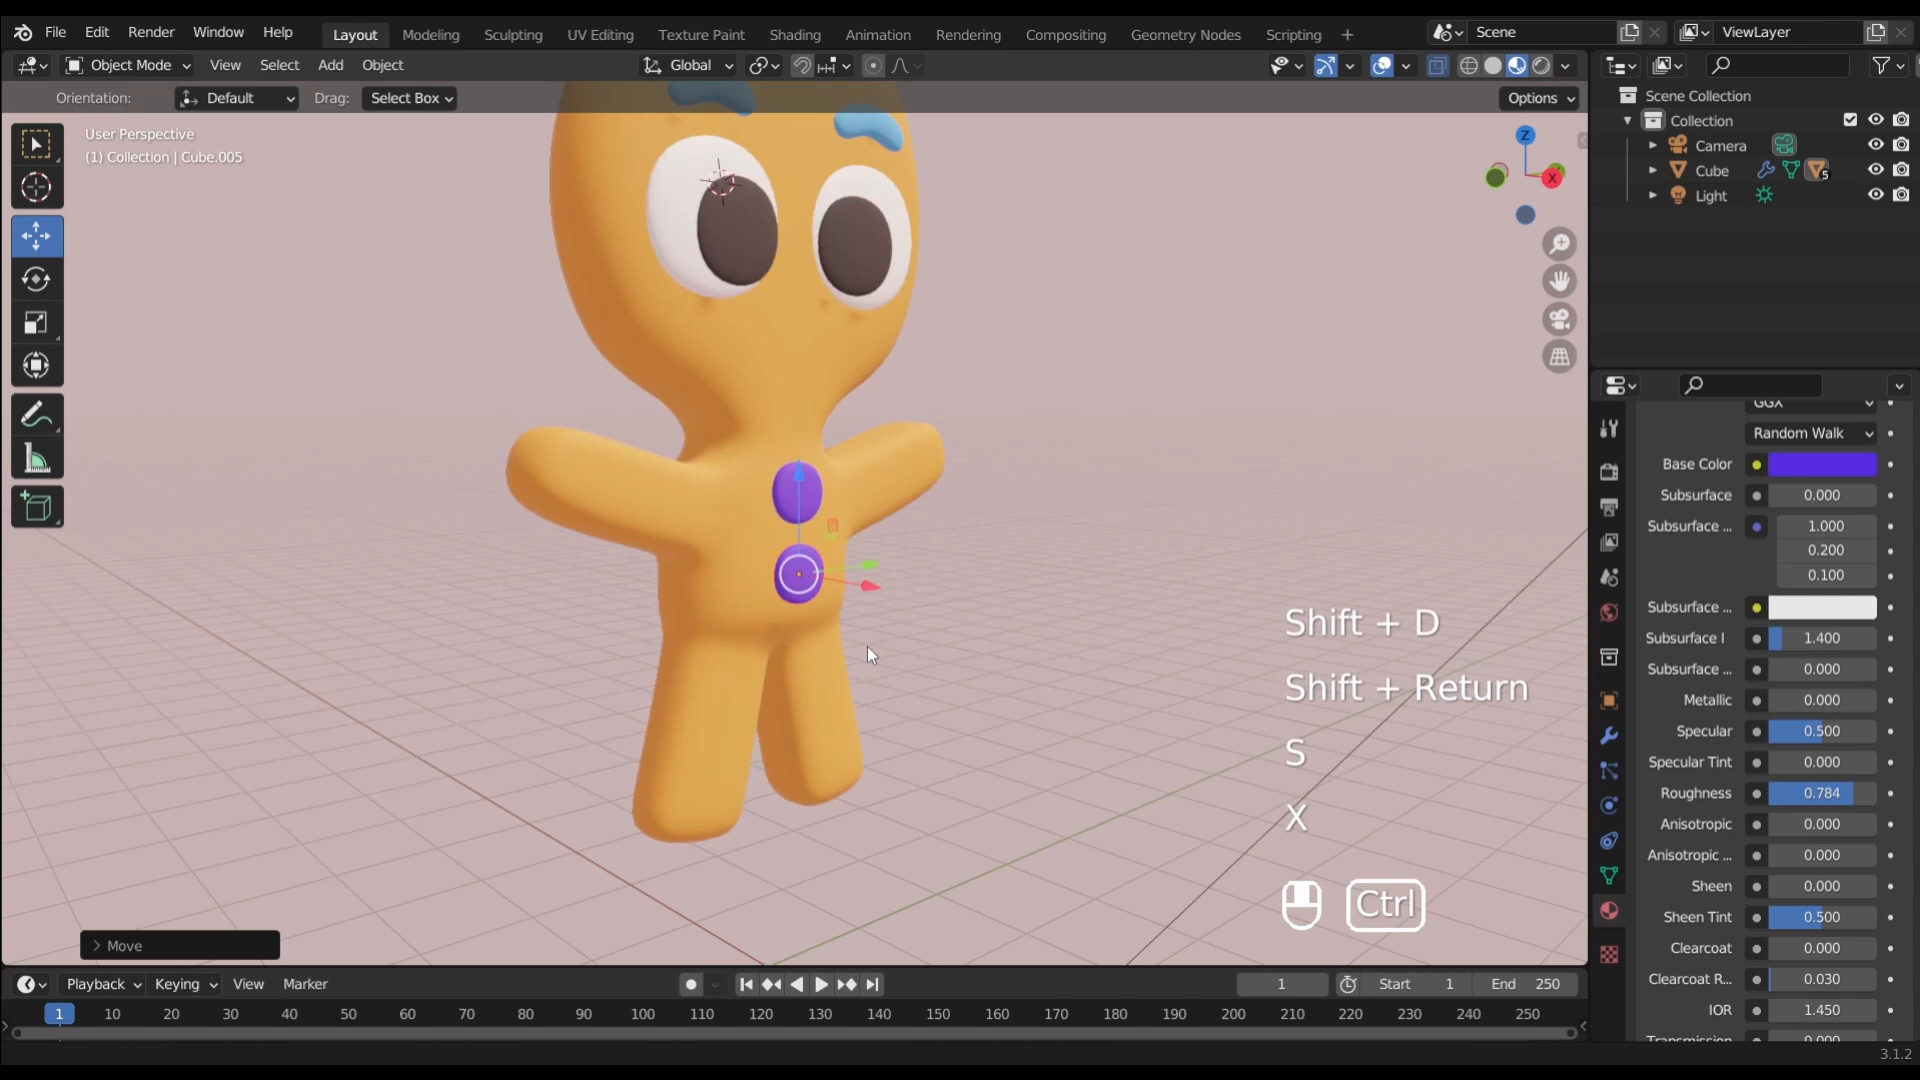 File Edit Render Window Help Layout Modeling Sculpting UV Editing Texture Paint Shading Animation Rendering Compositing Geometry Nodes Scripting + Scene ViewLayer
Object Mode View Select Add Object Global
Orientation: Default Drag: Select Box Options
User Perspective
(1) Collection | Cube.005
Z
X
Scene Collection
Collection
Camera
Cube 5
Light
GGX
Random Walk
Base Color
Subsurface 0.000
Subsurface ... 1.000
0.200
0.100
Subsurface ...
Subsurface I 1.400
Subsurface ... 0.000
Metallic 0.000
Specular 0.500
Specular Tint 0.000
Roughness 0.784
Anisotropic 0.000
Anisotropic ... 0.000
Sheen 0.000
Sheen Tint 0.500
Clearcoat 0.000
Clearcoat R... 0.030
IOR 1.450
Transmission 0.000
Shift + D
Shift + Return
S
X
Ctrl
Move
Playback Keying View Marker 1 Start 1 End 250
1 10 20 30 40 50 60 70 80 90 100 110 120 130 140 150 160 170 180 190 200 210 220 230 240 250
3.1.2